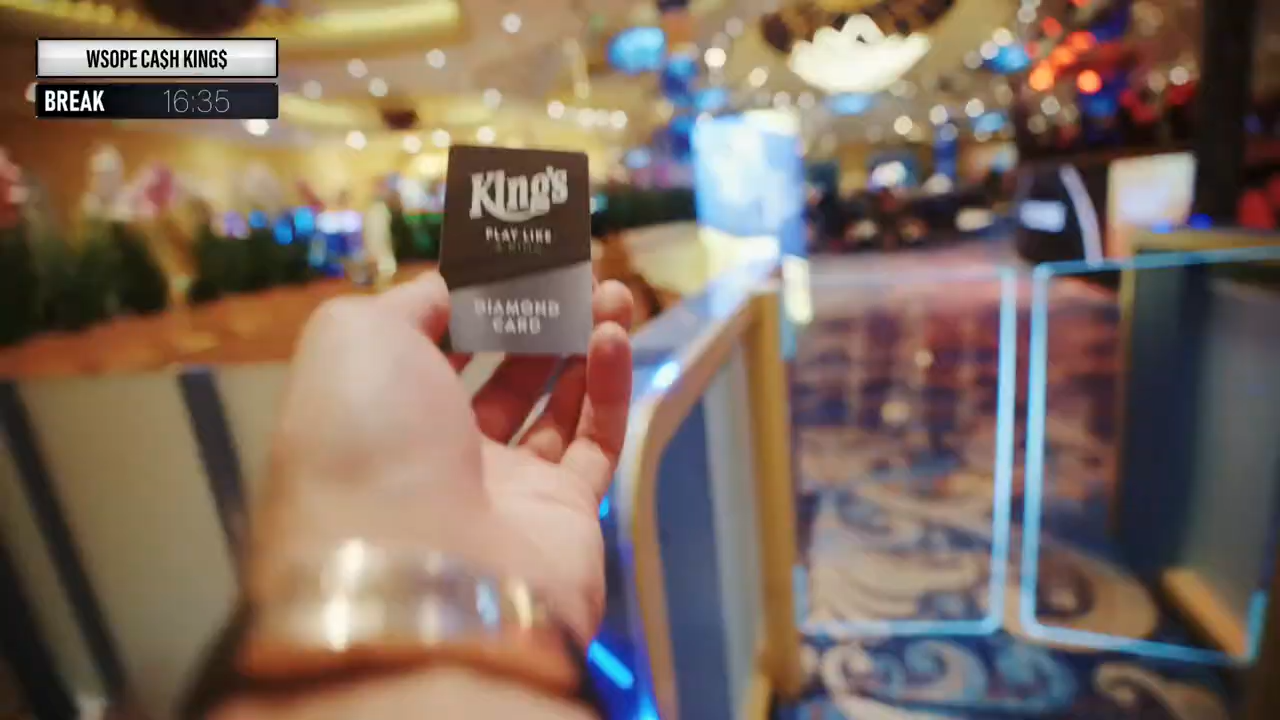 WSOPE CA$H KING$
BREAK 16:35
King's
PLAY LIKE
DIAMOND
CARD